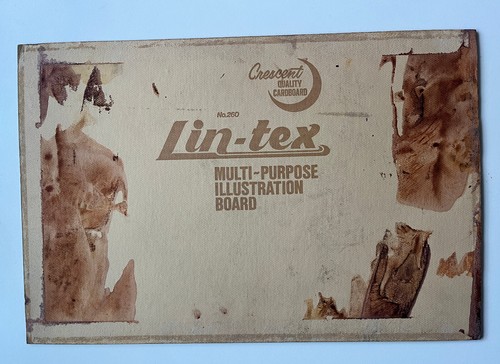 Crescent
QUALITY
CARDBOARD
No.260
Lin-tex
MULTI-PURPOSE
ILLUSTRATION
BOARD